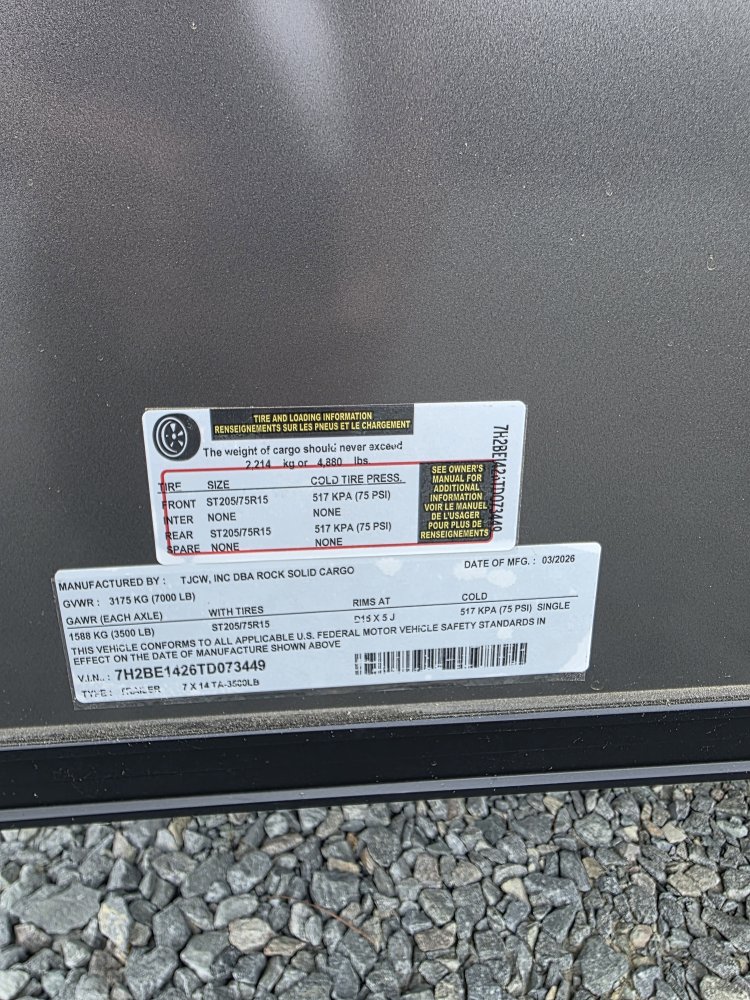 TIRE AND LOADING INFORMATION
RENSEIGNEMENTS SUR LES PNEUS ET LE CHARGEMENT
The weight of cargo should never exceed
2,214 kg or 4,880 lbs.
TIRE SIZE COLD TIRE PRESS.
FRONT ST205/75R15 517 KPA (75 PSI)
INTER NONE NONE
REAR ST205/75R15 517 KPA (75 PSI)
SPARE NONE NONE
SEE OWNER'S
MANUAL FOR
ADDITIONAL
INFORMATION
VOIR LE MANUEL
DE L'USAGER
POUR PLUS DE
RENSEIGNEMENTS
7H2BE1426TD073449
MANUFACTURED BY : TJCW, INC DBA ROCK SOLID CARGO DATE OF MFG. : 03/2026
GVWR : 3175 KG (7000 LB)
GAWR (EACH AXLE) WITH TIRES RIMS AT COLD
1588 KG (3500 LB) ST205/75R15 D15 X 5 J 517 KPA (75 PSI) SINGLE
THIS VEHICLE CONFORMS TO ALL APPLICABLE U.S. FEDERAL MOTOR VEHICLE SAFETY STANDARDS IN
EFFECT ON THE DATE OF MANUFACTURE SHOWN ABOVE
V.I.N.. : 7H2BE1426TD073449
TYPE : TRAILER 7 X 14 TA-3500LB